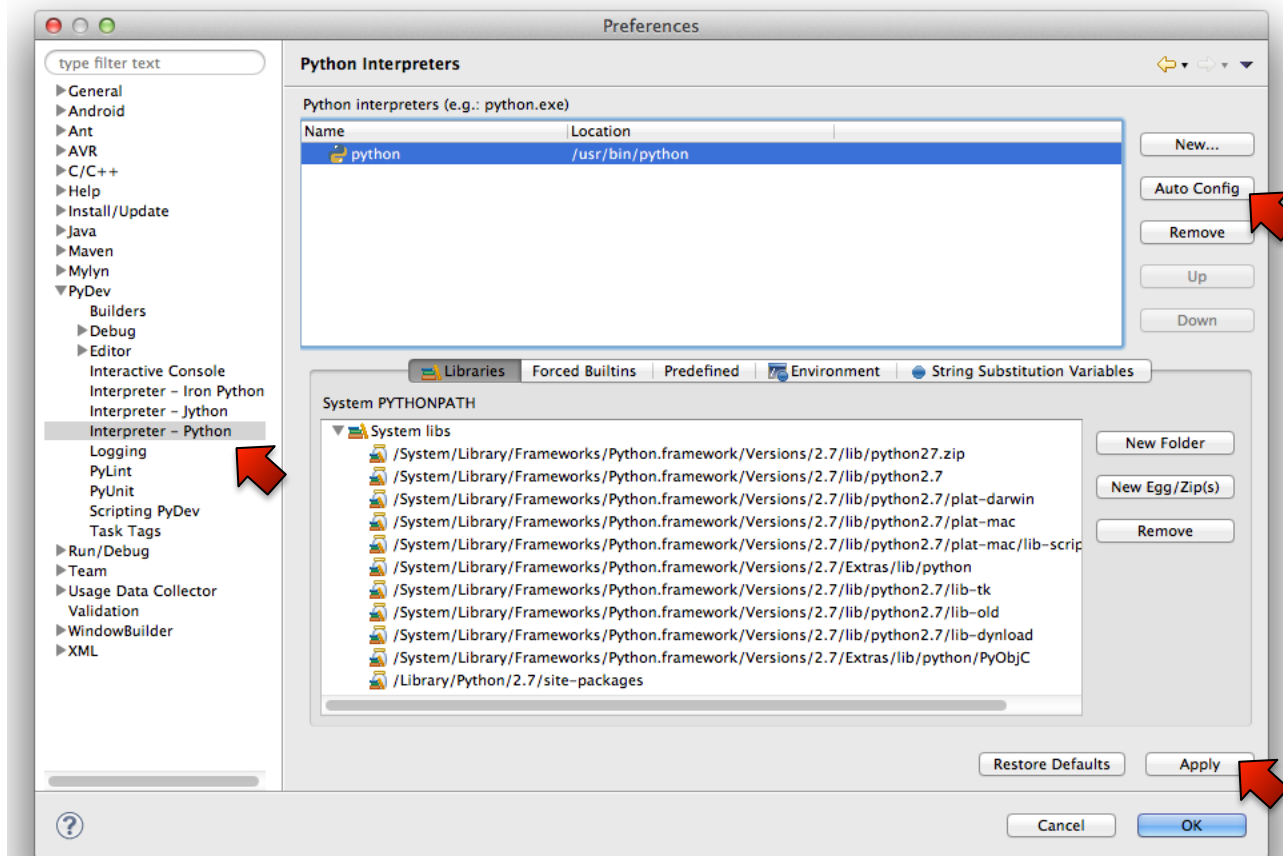 Preferences
type filter text
General
Android
Ant
AVR
C/C++
Help
Install/Update
Java
Maven
Mylyn
PyDev
Builders
Debug
Editor
Interactive Console
Interpreter - Iron Python
Interpreter - Jython
Interpreter - Python
Logging
PyLint
PyUnit
Scripting PyDev
Task Tags
Run/Debug
Team
Usage Data Collector
Validation
WindowBuilder
XML
Python Interpreters
Python interpreters (e.g.: python.exe)
Name Location
python /usr/bin/python
New...
Auto Config
Remove
Up
Down
Libraries Forced Builtins Predefined Environment String Substitution Variables
System PYTHONPATH
System libs
/System/Library/Frameworks/Python.framework/Versions/2.7/lib/python27.zip
/System/Library/Frameworks/Python.framework/Versions/2.7/lib/python2.7
/System/Library/Frameworks/Python.framework/Versions/2.7/lib/python2.7/plat-darwin
/System/Library/Frameworks/Python.framework/Versions/2.7/lib/python2.7/plat-mac
/System/Library/Frameworks/Python.framework/Versions/2.7/lib/python2.7/plat-mac/lib-scrip
/System/Library/Frameworks/Python.framework/Versions/2.7/Extras/lib/python
/System/Library/Frameworks/Python.framework/Versions/2.7/lib/python2.7/lib-tk
/System/Library/Frameworks/Python.framework/Versions/2.7/lib/python2.7/lib-old
/System/Library/Frameworks/Python.framework/Versions/2.7/lib/python2.7/lib-dynload
/System/Library/Frameworks/Python.framework/Versions/2.7/Extras/lib/python/PyObjC
/Library/Python/2.7/site-packages
New Folder
New Egg/Zip(s)
Remove
Restore Defaults Apply
? Cancel OK